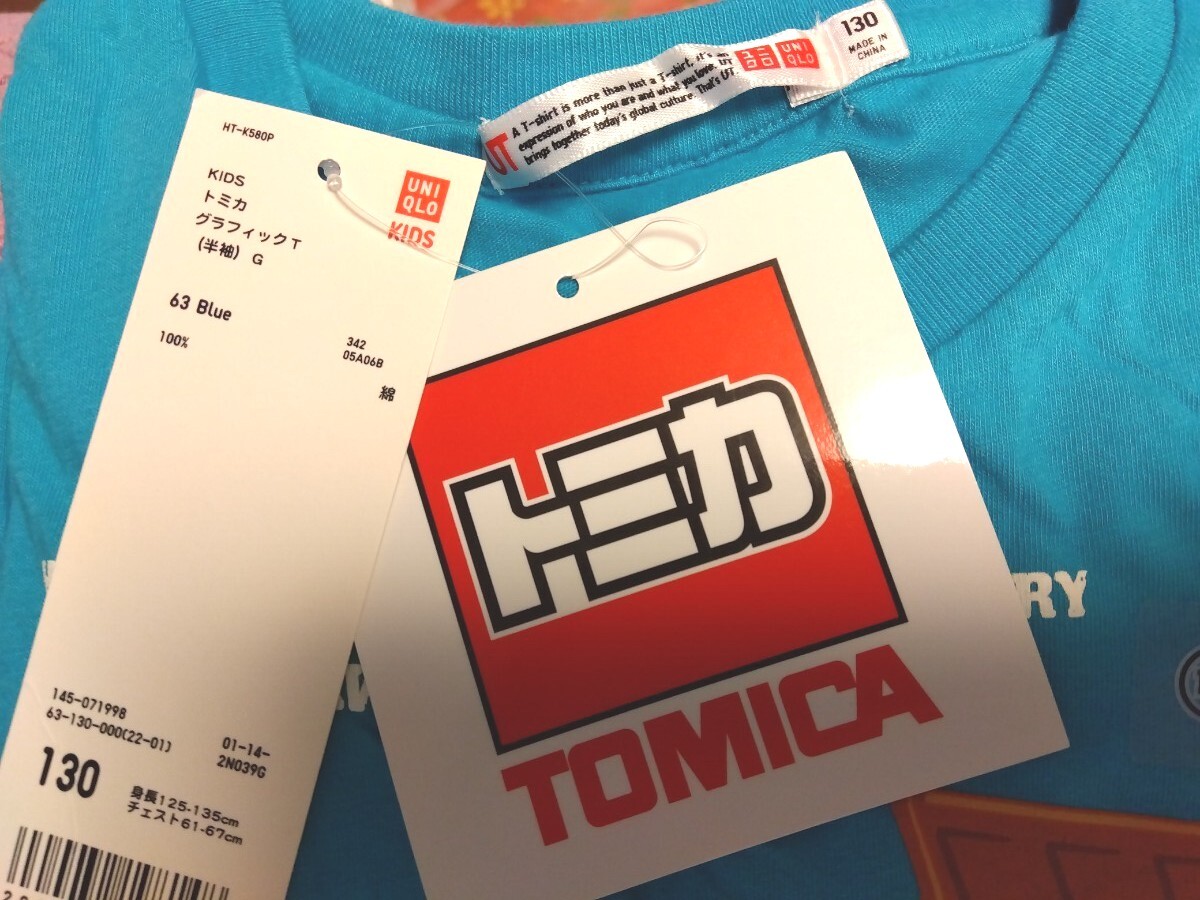 HT-K580P
UNI
QLO
KIDS
KIDS
トミカ
グラフィックT
(半袖) G
63 Blue
100%
342
05A06B
綿
145-071998
63-130-000(22-01)
01-14-
2N039G
130
身長125-135cm
チェスト61-67cm
UT
A T-shirt is more than just a T-shirt, it's an
expression of who you are and what you love. UT
brings together today's global culture. That's UT.
ユニ
クロ
UNI
QLO
130
MADE IN
CHINA
トミカ
TOMICA
RY